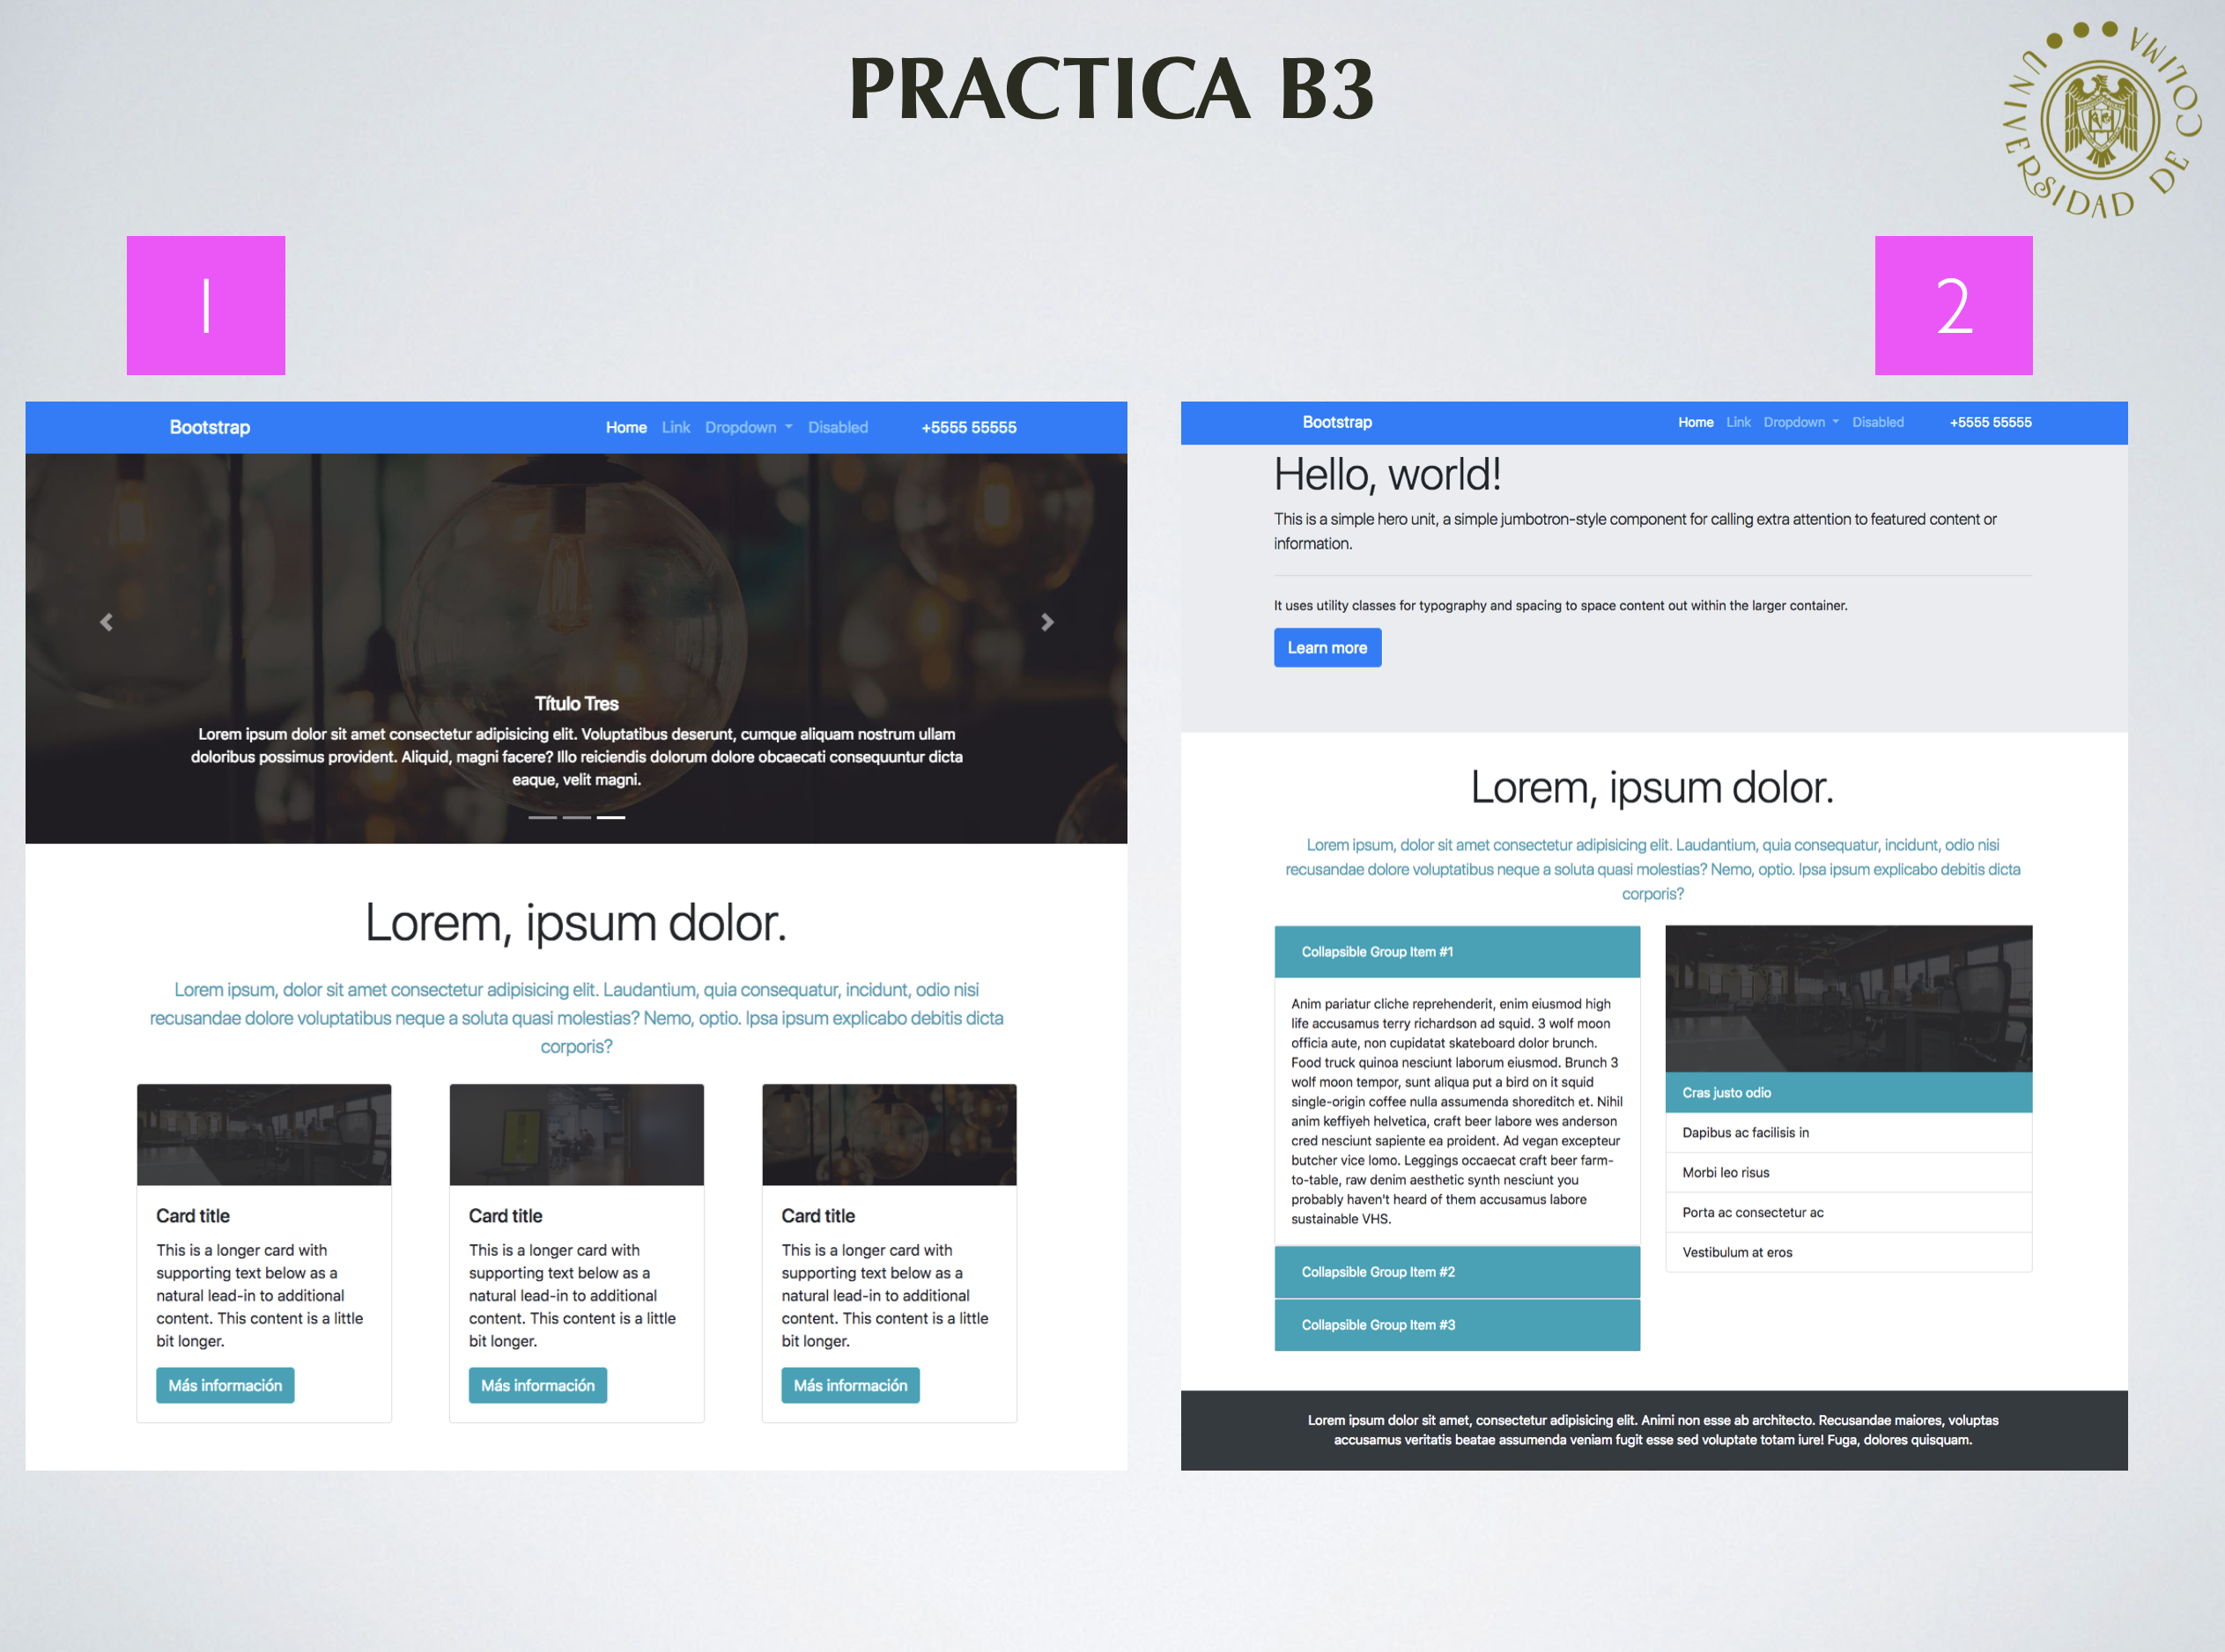 PRACTICA B3
UNIVERSIDAD DE COLIMA
1
2
Bootstrap
Home Link Dropdown Disabled +5555 55555
Título Tres
Lorem ipsum dolor sit amet consectetur adipisicing elit. Voluptatibus deserunt, cumque aliquam nostrum ullam
doloribus possimus provident. Aliquid, magni facere? Illo reiciendis dolorum dolore obcaecati consequuntur dicta
eaque, velit magni.
Lorem, ipsum dolor.
Lorem ipsum, dolor sit amet consectetur adipisicing elit. Laudantium, quia consequatur, incidunt, odio nisi
recusandae dolore voluptatibus neque a soluta quasi molestias? Nemo, optio. Ipsa ipsum explicabo debitis dicta
corporis?
Card title
This is a longer card with
supporting text below as a
natural lead-in to additional
content. This content is a little
bit longer.
Más información
Card title
This is a longer card with
supporting text below as a
natural lead-in to additional
content. This content is a little
bit longer.
Más información
Card title
This is a longer card with
supporting text below as a
natural lead-in to additional
content. This content is a little
bit longer.
Más información
Bootstrap
Home Link Dropdown Disabled +5555 55555
Hello, world!
This is a simple hero unit, a simple jumbotron-style component for calling extra attention to featured content or
information.
It uses utility classes for typography and spacing to space content out within the larger container.
Learn more
Lorem, ipsum dolor.
Lorem ipsum, dolor sit amet consectetur adipisicing elit. Laudantium, quia consequatur, incidunt, odio nisi
recusandae dolore voluptatibus neque a soluta quasi molestias? Nemo, optio. Ipsa ipsum explicabo debitis dicta
corporis?
Collapsible Group Item #1
Anim pariatur cliche reprehenderit, enim eiusmod high
life accusamus terry richardson ad squid. 3 wolf moon
officia aute, non cupidatat skateboard dolor brunch.
Food truck quinoa nesciunt laborum eiusmod. Brunch 3
wolf moon tempor, sunt aliqua put a bird on it squid
single-origin coffee nulla assumenda shoreditch et. Nihil
anim keffiyeh helvetica, craft beer labore wes anderson
cred nesciunt sapiente ea proident. Ad vegan excepteur
butcher vice lomo. Leggings occaecat craft beer farm-
to-table, raw denim aesthetic synth nesciunt you
probably haven't heard of them accusamus labore
sustainable VHS.
Collapsible Group Item #2
Collapsible Group Item #3
Cras justo odio
Dapibus ac facilisis in
Morbi leo risus
Porta ac consectetur ac
Vestibulum at eros
Lorem ipsum dolor sit amet, consectetur adipisicing elit. Animi non esse ab architecto. Recusandae maiores, voluptas
accusamus veritatis beatae assumenda veniam fugit esse sed voluptate totam iure! Fuga, dolores quisquam.